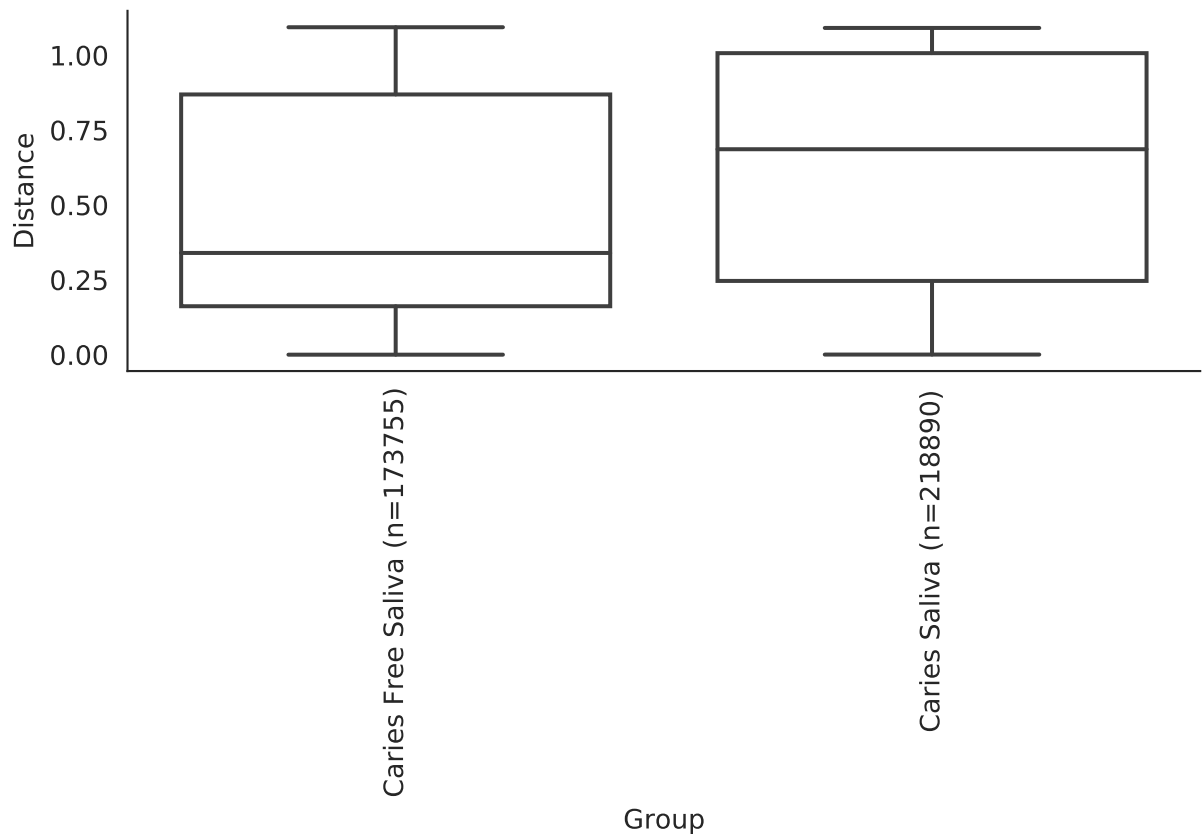 1.00
0.75
0.50
0.25
0.00
Distance
Caries Free Saliva (n=173755)
Caries Saliva (n=218890)
Group